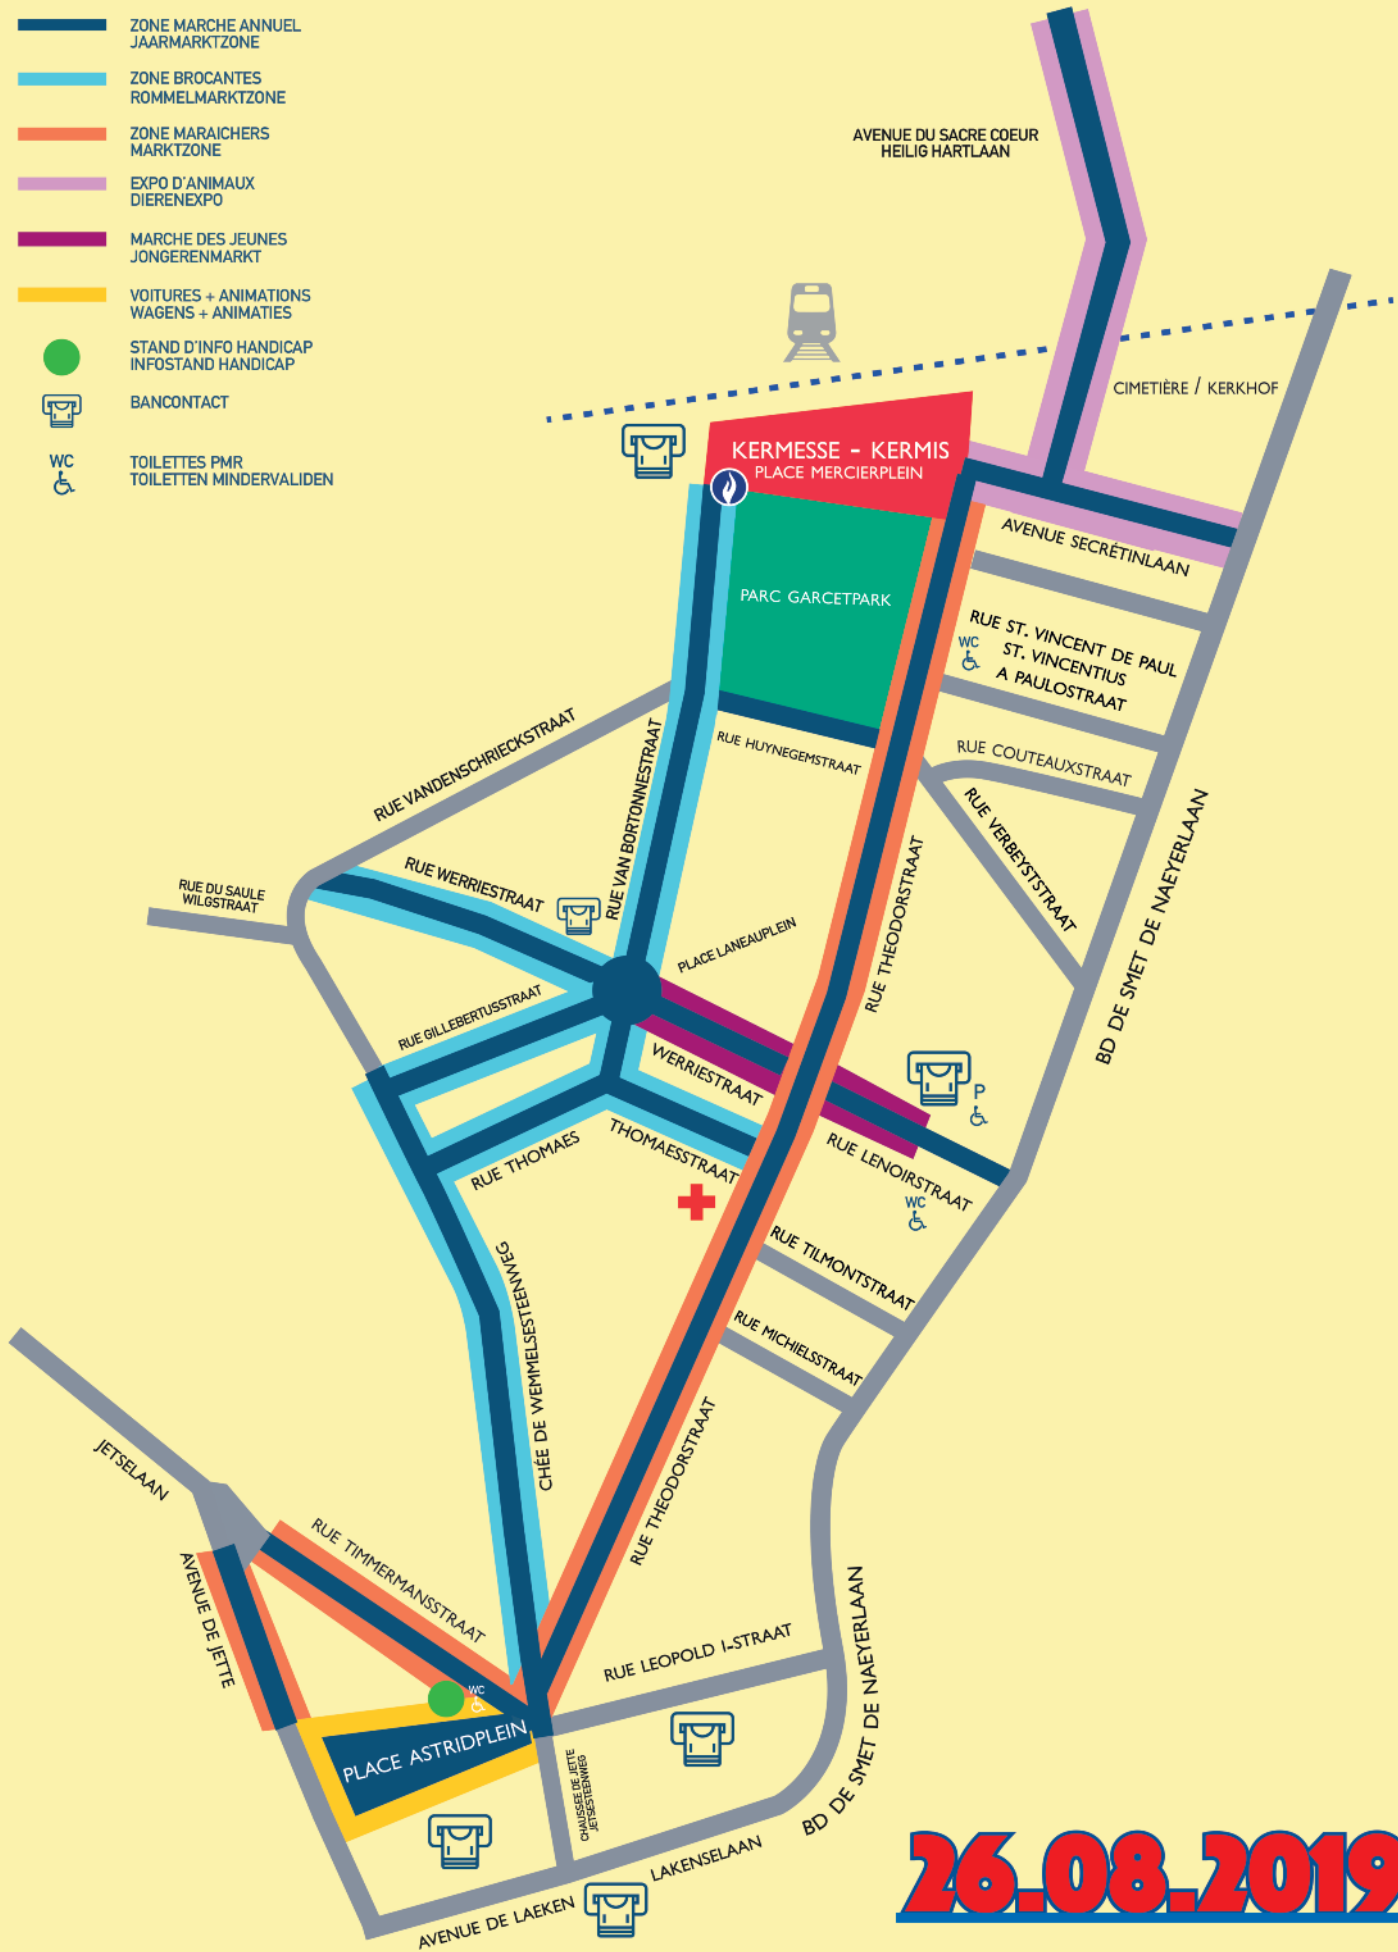 ZONE MARCHE ANNUEL
JAARMARKTZONE
ZONE BROCANTES
ROMMELMARKTZONE
ZONE MARAICHERS
MARKTZONE
EXPO D'ANIMAUX
DIERENEXPO
MARCHE DES JEUNES
JONGERENMARKT
VOITURES + ANIMATIONS
WAGENS + ANIMATIES
STAND D'INFO HANDICAP
INFOSTAND HANDICAP
BANCONTACT
WC
TOILETTES PMR
TOILETTEN MINDERVALIDEN
AVENUE DU SACRE COEUR
HEILIG HARTLAAN
CIMETIÈRE / KERKHOF
KERMESSE - KERMIS
PLACE MERCIERPLEIN
AVENUE SECRÉTINLAAN
PARC GARCETPARK
RUE ST. VINCENT DE PAUL
ST. VINCENTIUS
A PAULOSTRAAT
WC
RUE HUYNEGEMSTRAAT
RUE COUTEAUXSTRAAT
RUE VANDENSCHRIECKSTRAAT
RUE VAN BORTONNESTRAAT
RUE VERBEYSTSTRAAT
BD DE SMET DE NAEYERLAAN
RUE WERRIESTRAAT
RUE DU SAULE
WILGSTRAAT
RUE THEODORSTRAAT
PLACE LANEAUPLEIN
RUE GILLEBERTUSSTRAAT
WERRIESTRAAT
P
RUE THOMAES
THOMAESSTRAAT
RUE LENOIRSTRAAT
WC
RUE TILMONTSTRAAT
RUE MICHIELSSTRAAT
CHÉE DE WEMMELSESTEENWEG
RUE THEODORSTRAAT
JETSELAAN
RUE TIMMERMANSSTRAAT
AVENUE DE JETTE
RUE LEOPOLD I-STRAAT
BD DE SMET DE NAEYERLAAN
WC
PLACE ASTRIDPLEIN
CHAUSSEE DE JETTE
JETSESTEENWEG
LAKENSELAAN
AVENUE DE LAEKEN
26.08.2019